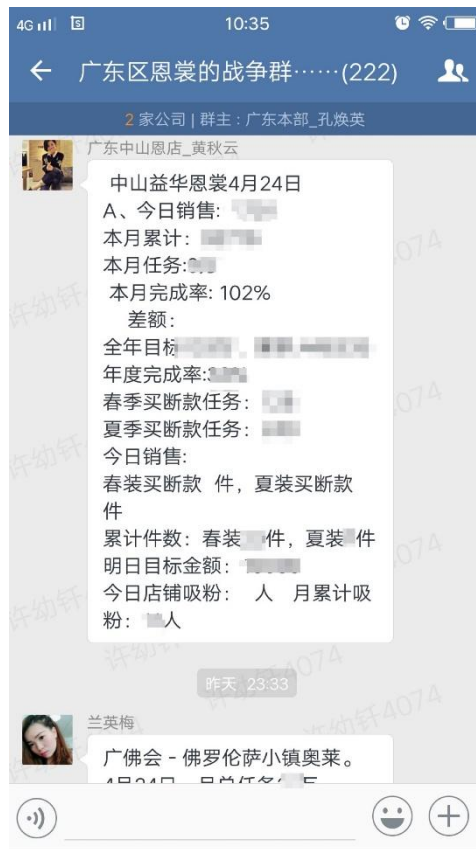 4G 10:35
广东区恩裳的战争群……(222)
2 家公司 | 群主 : 广东本部_孔焕英
广东中山恩店_黄秋云
中山益华恩裳4月24日
A、今日销售:
本月累计:
本月任务:
本月完成率: 102%
差额:
全年目标
年度完成率:
春季买断款任务:
夏季买断款任务:
今日销售:
春装买断款 件，夏装买断款
件
累计件数: 春装 件，夏装 件
明日目标金额:
今日店铺吸粉: 人 月累计吸
粉: 人
昨天 23:33
兰英梅
广佛会 - 佛罗伦萨小镇奥莱。
许幼钎4074